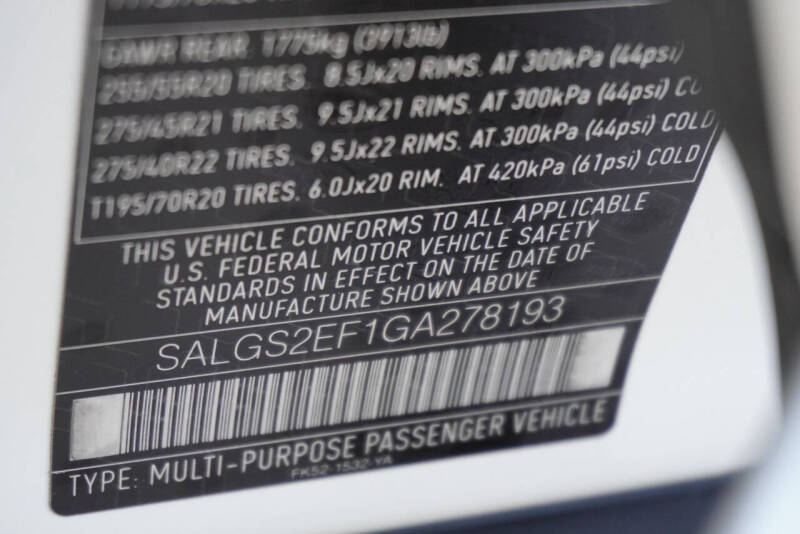 GAWR REAR. 1775kg (3913lb)
255/55R20 TIRES. 8.5Jx20 RIMS. AT 300kPa (44psi)
275/45R21 TIRES. 9.5Jx21 RIMS. AT 300kPa (44psi)
275/40R22 TIRES. 9.5Jx22 RIMS. AT 300kPa (44psi) COLD
T195/70R20 TIRES. 6.0Jx20 RIM. AT 420kPa (61psi) COLD
THIS VEHICLE CONFORMS TO ALL APPLICABLE
U.S. FEDERAL MOTOR VEHICLE SAFETY
STANDARDS IN EFFECT ON THE DATE OF
MANUFACTURE SHOWN ABOVE
SALGS2EF1GA278193
TYPE: MULTI-PURPOSE PASSENGER VEHICLE
FK52-1532-YA